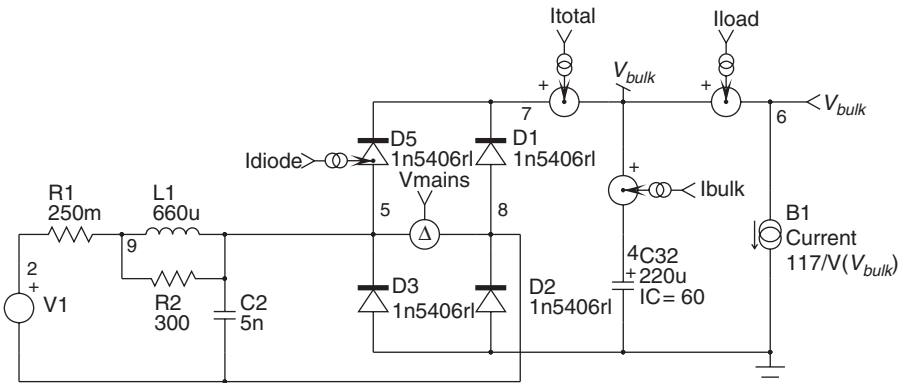 Itotal
Iload
Vbulk
+
+
7
6
Vbulk
D5
1n5406rl
D1
1n5406rl
Idiode
Vmains
+
Ibulk
R1
250m
L1
660u
5
8
Δ
9
B1
Current
117/V(Vbulk)
2
+
V1
R2
300
C2
5n
D3
1n5406rl
D2
1n5406rl
4
C32
+
220u
IC= 60